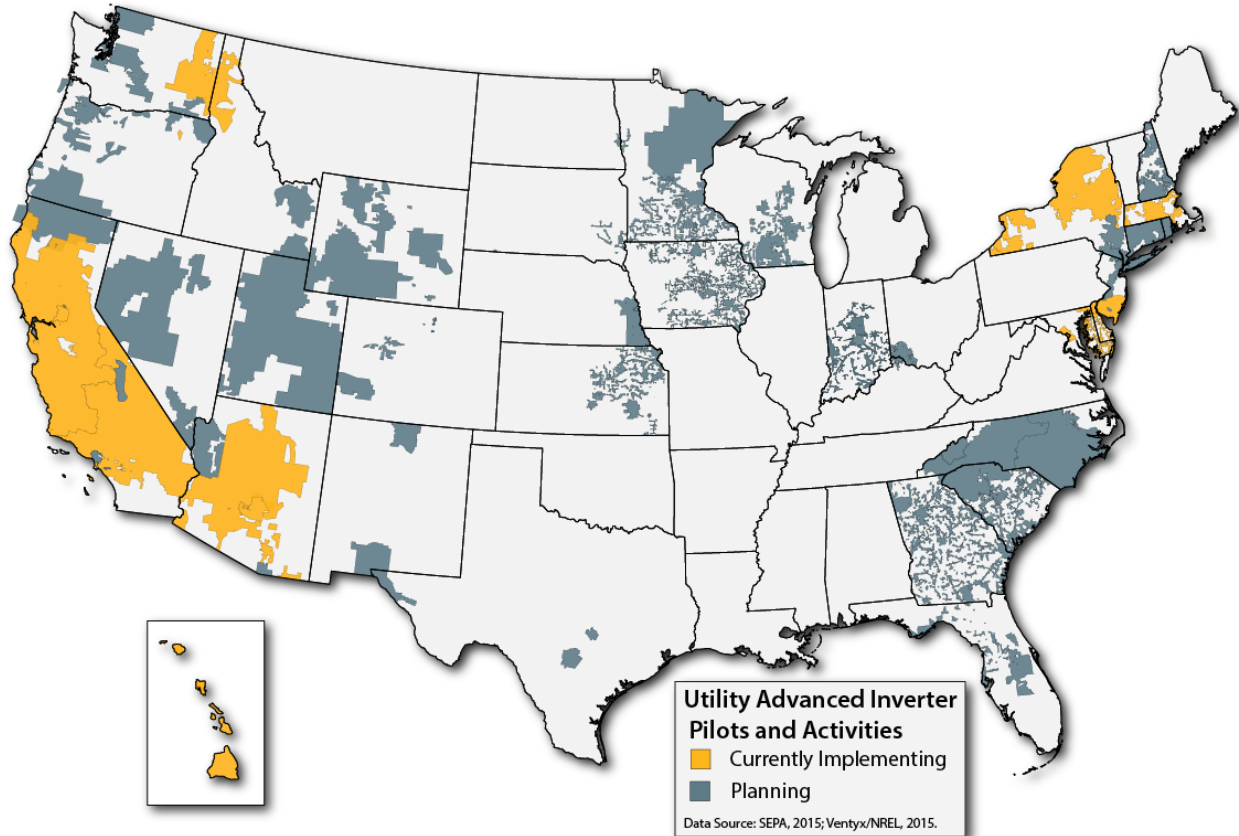 Utility Advanced Inverter
Pilots and Activities
Currently Implementing
Planning
Data Source: SEPA, 2015; Ventyx/NREL, 2015.